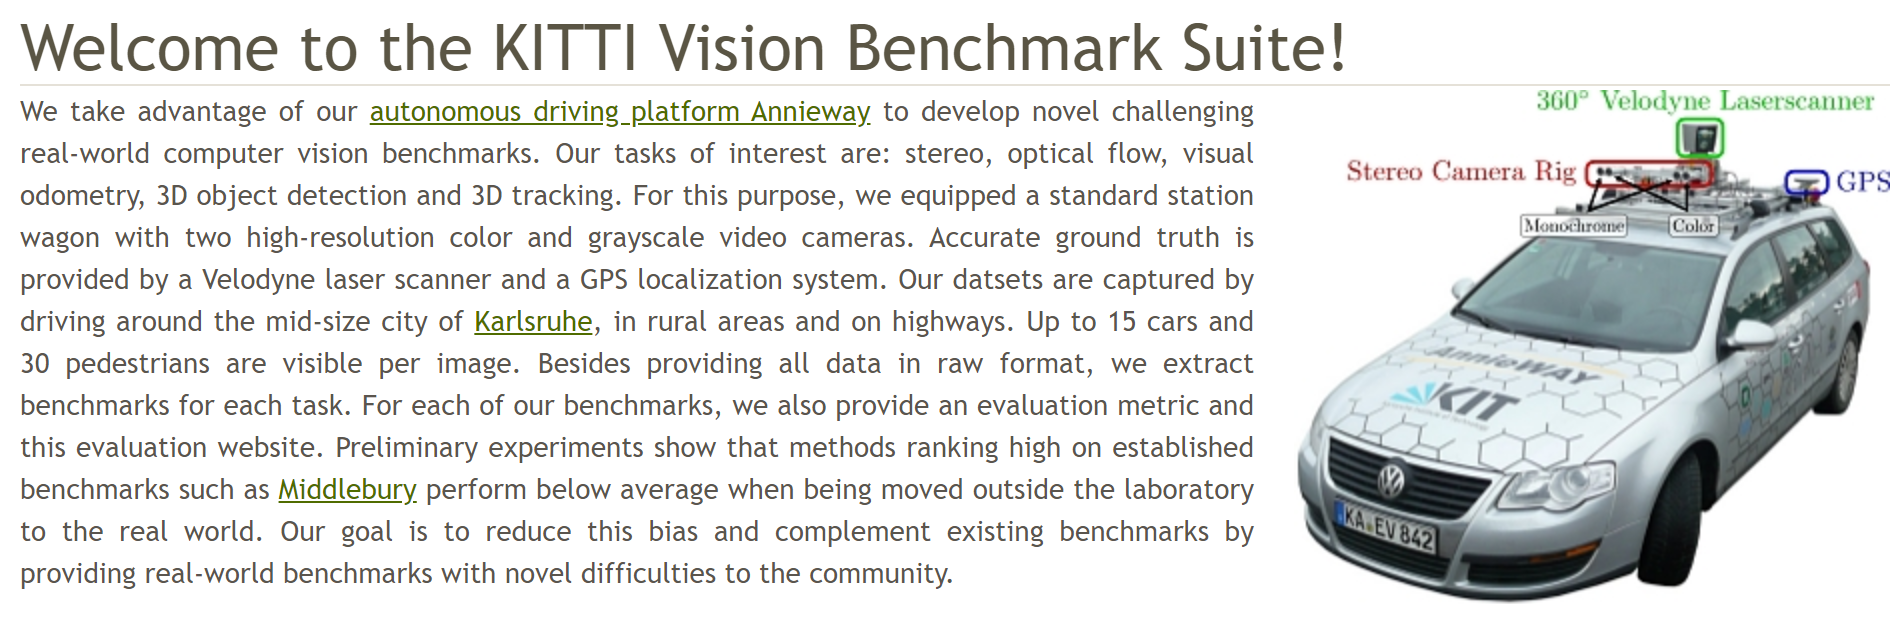 Welcome to the KITTI Vision Benchmark Suite!
We take advantage of our autonomous driving platform Annieway to develop novel challenging
real-world computer vision benchmarks. Our tasks of interest are: stereo, optical flow, visual
odometry, 3D object detection and 3D tracking. For this purpose, we equipped a standard station
wagon with two high-resolution color and grayscale video cameras. Accurate ground truth is
provided by a Velodyne laser scanner and a GPS localization system. Our datsets are captured by
driving around the mid-size city of Karlsruhe, in rural areas and on highways. Up to 15 cars and
30 pedestrians are visible per image. Besides providing all data in raw format, we extract
benchmarks for each task. For each of our benchmarks, we also provide an evaluation metric and
this evaluation website. Preliminary experiments show that methods ranking high on established
benchmarks such as Middlebury perform below average when being moved outside the laboratory
to the real world. Our goal is to reduce this bias and complement existing benchmarks by
providing real-world benchmarks with novel difficulties to the community.
360° Velodyne Laserscanner
Stereo Camera Rig
GPS
Monochrome
Color
AnnieWAY
KIT
KA EV 842